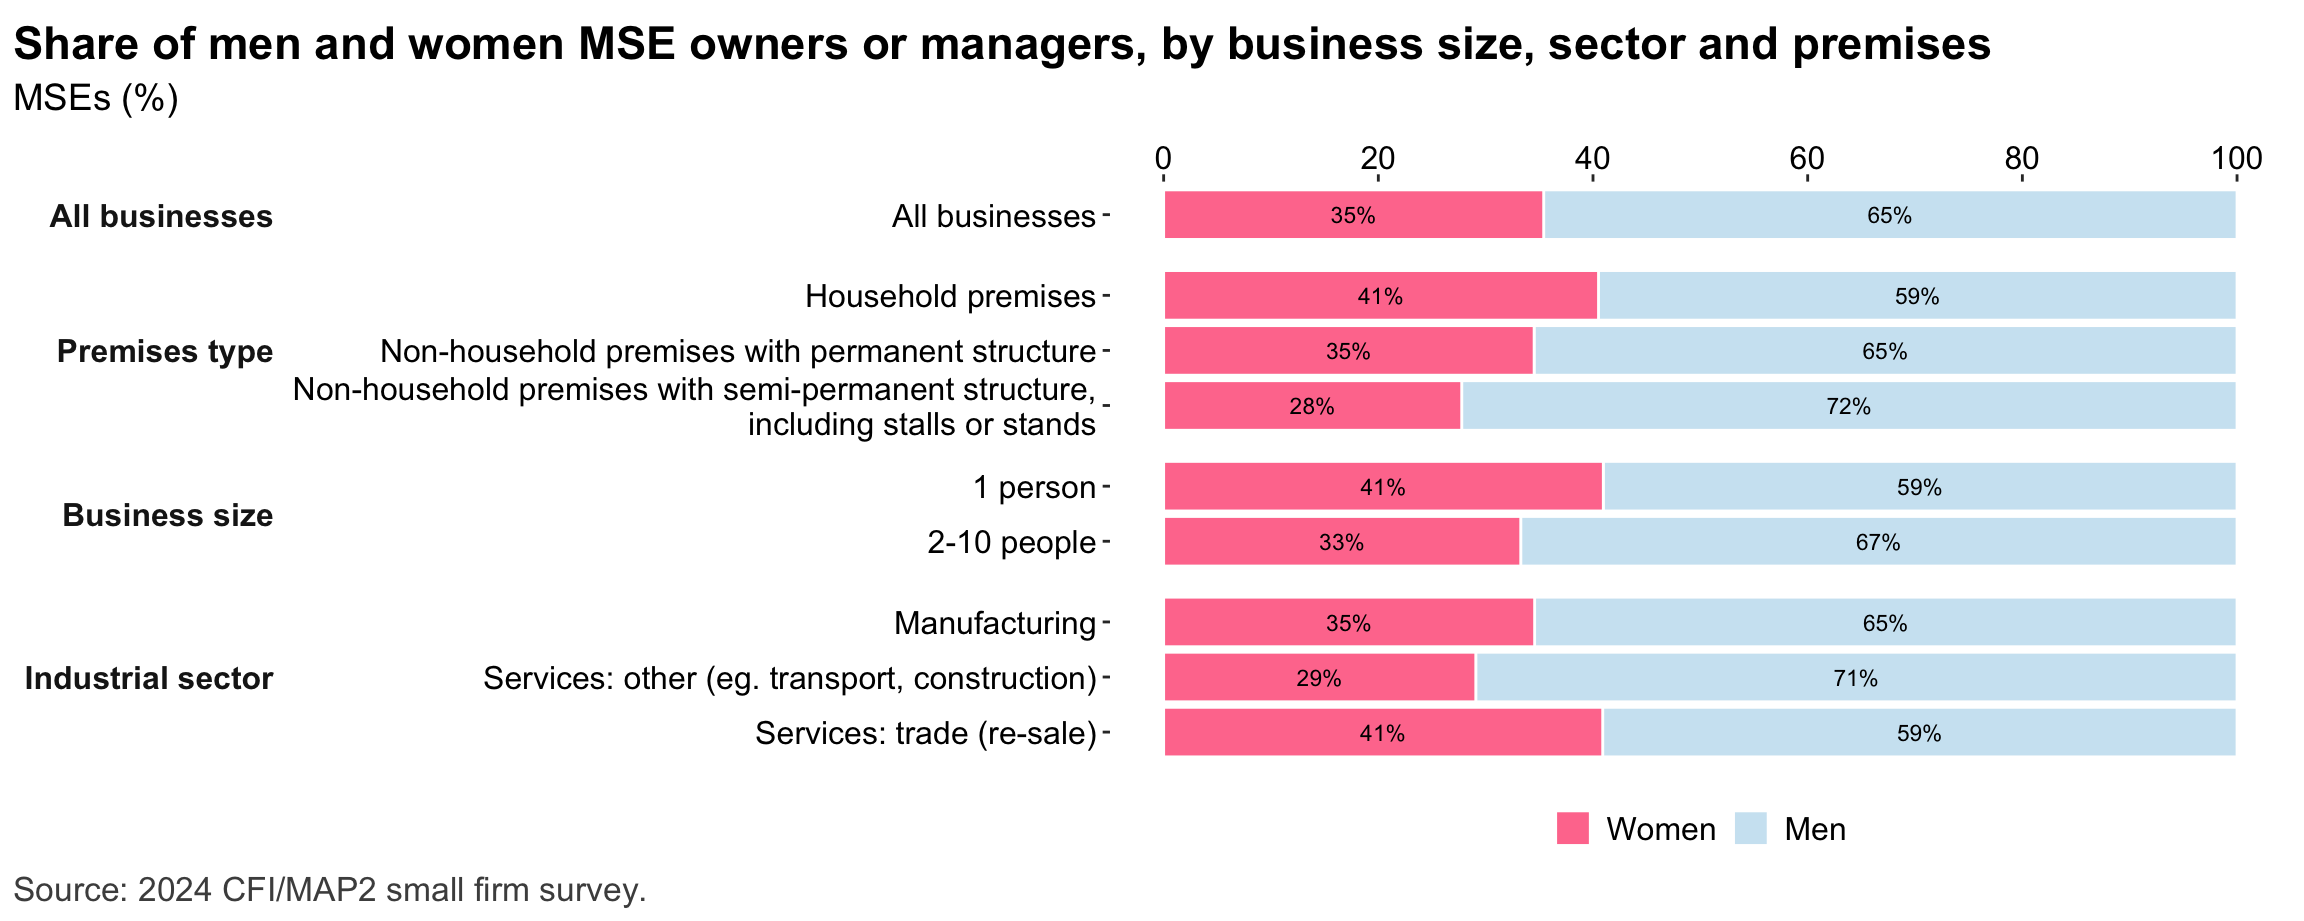 Share of men and women MSE owners or managers, by business size, sector and premises
MSEs (%)
0 20 40 60 80 100
All businesses All businesses 35% 65%
Household premises 41% 59%
Premises type Non-household premises with permanent structure 35% 65%
Non-household premises with semi-permanent structure,
including stalls or stands 28% 72%
1 person 41% 59%
Business size
2-10 people 33% 67%
Manufacturing 35% 65%
Industrial sector Services: other (eg. transport, construction) 29% 71%
Services: trade (re-sale) 41% 59%
Women Men
Source: 2024 CFI/MAP2 small firm survey.